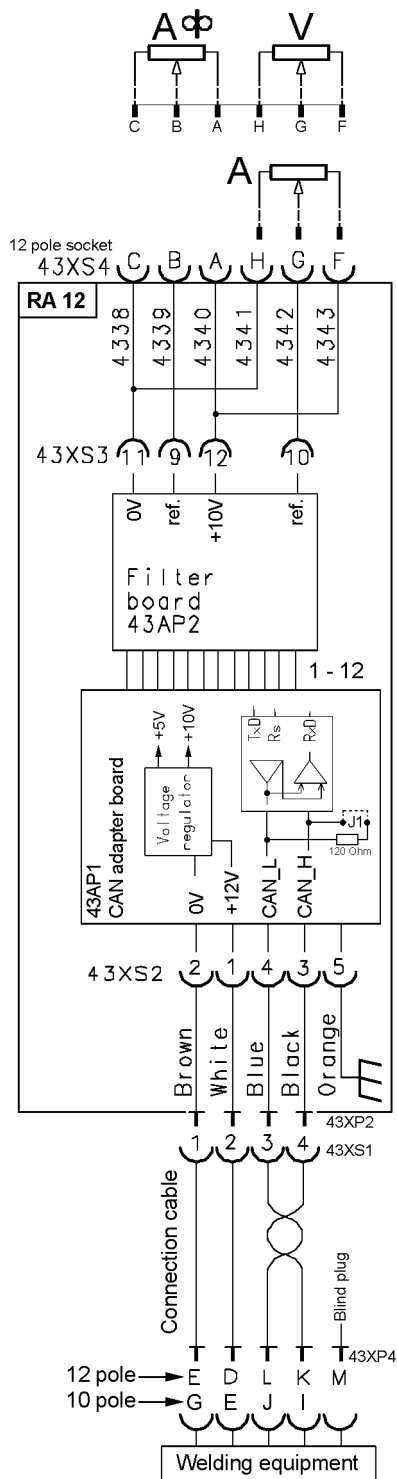 A ф V
C B A H G F
A
12 pole socket
43XS4 C B A H G F
RA 12
4338 4339 4340 4341 4342 4343
43XS3 11 9 12 10
0V ref. +10V ref.
Filter
board
43AP2
1 - 12
+5V +10V TxD Rs RxD
Voltage
regulator
J1
120 Ohm
43AP1
CAN adapter board
0V +12V CAN_L CAN_H
43XS2 2 1 4 3 5
Brown White Blue Black Orange
43XP2
1 2 3 4 43XS1
Connection cable
Blind plug
43XP4
12 pole E D L K M
10 pole G E J I
Welding equipment